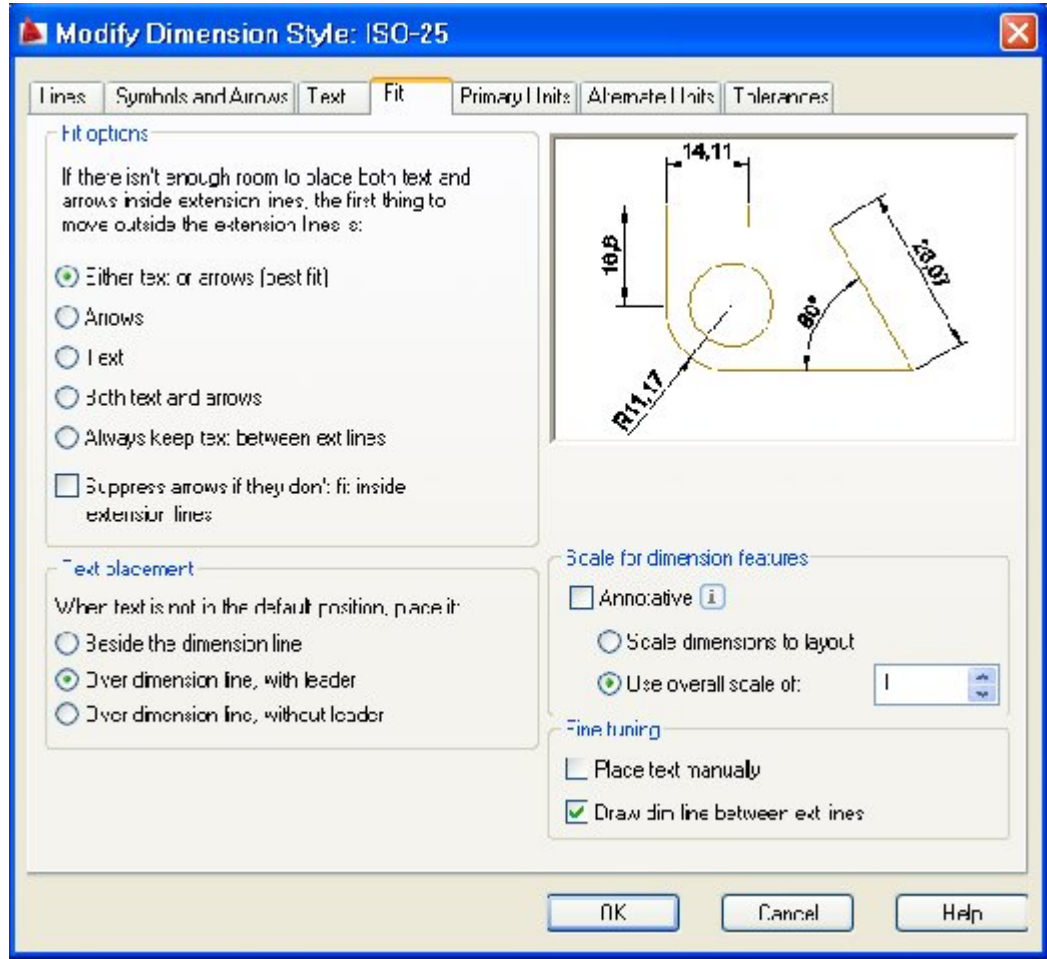 Modify Dimension Style: ISO-25
Lines Symbols and Arrows Text Fit Primary Units Alternate Units Tolerances
Fit options
If there isn't enough room to place both text and
arrows inside extension lines, the first thing to
move outside the extension lines is:
Either text or arrows (best fit)
Arrows
Text
Both text and arrows
Always keep text between ext lines
Suppress arrows if they don't fit inside
extension lines
Text placement
When text is not in the default position, place it:
Beside the dimension line
Over dimension line, with leader
Over dimension line, without leader
14,11
16,6
28,07
60°
R11,17
Scale for dimension features
Annotative
Scale dimensions to layout
Use overall scale of: 1
Fine tuning
Place text manually
Draw dim line between ext lines
OK Cancel Help